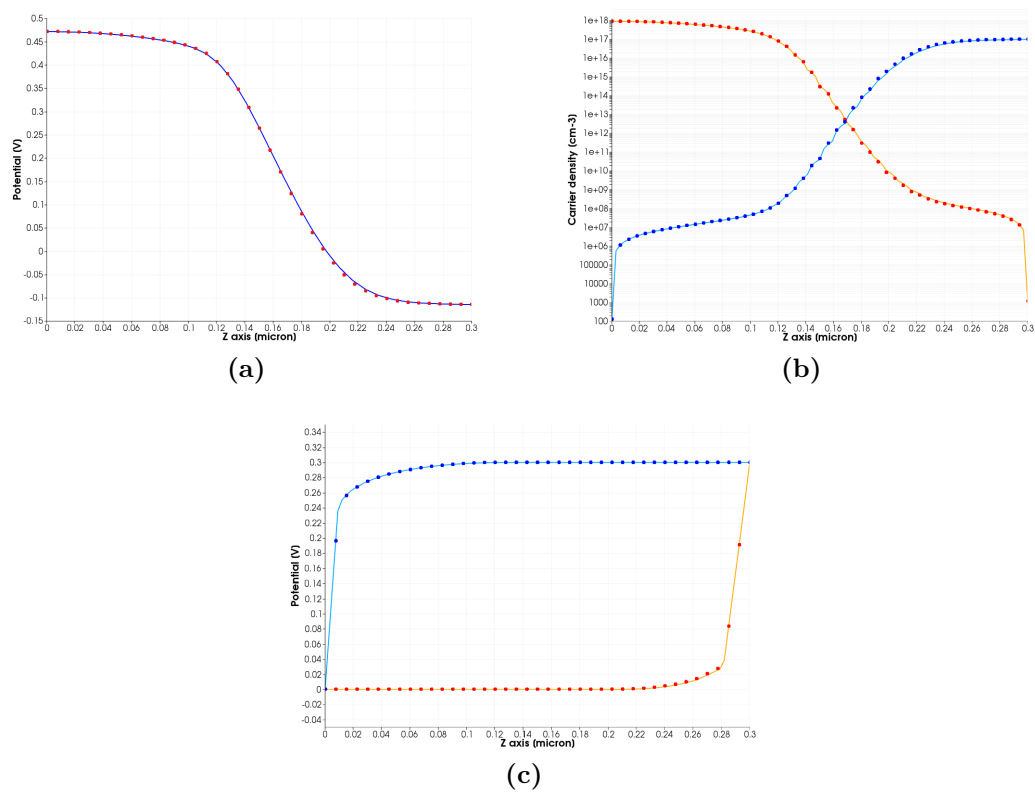 0.5
0.45
0.4
0.35
0.3
0.25
0.2
0.15
0.1
0.05
0
-0.05
-0.1
-0.15
Potential (V)
0 0.02 0.04 0.06 0.08 0.1 0.12 0.14 0.16 0.18 0.2 0.22 0.24 0.26 0.28 0.3
Z axis (micron)
(a)
1e+18
1e+17
1e+16
1e+15
1e+14
1e+13
1e+12
1e+11
1e+10
1e+09
1e+08
1e+07
1e+06
100000
10000
1000
100
Carrier density (cm-3)
0 0.02 0.04 0.06 0.08 0.1 0.12 0.14 0.16 0.18 0.2 0.22 0.24 0.26 0.28 0.3
Z axis (micron)
(b)
0.34
0.32
0.3
0.28
0.26
0.24
0.22
0.2
0.18
0.16
0.14
0.12
0.1
0.08
0.06
0.04
0.02
0
-0.02
-0.04
Potential (V)
0 0.02 0.04 0.06 0.08 0.1 0.12 0.14 0.16 0.18 0.2 0.22 0.24 0.26 0.28 0.3
Z axis (micron)
(c)